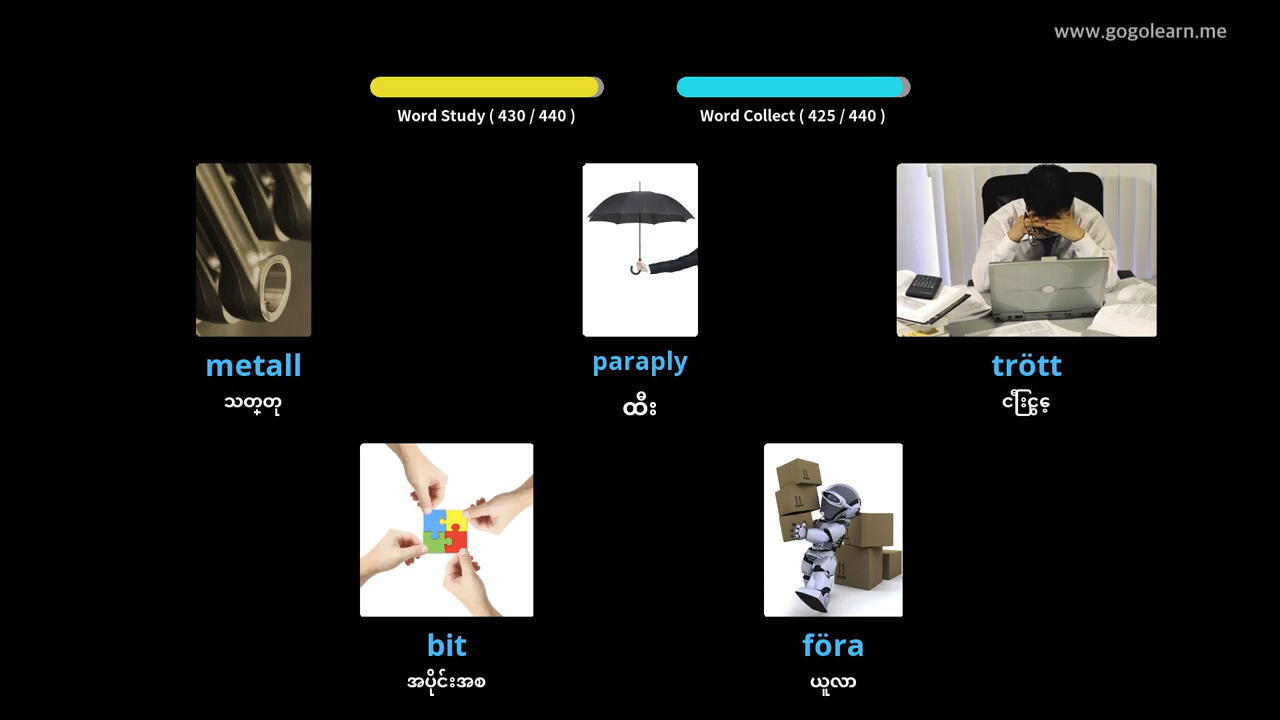 www.gogolearn.me
Word Study ( 430 / 440 )
Word Collect ( 425 / 440 )
metall
သတ္တု
paraply
ထီး
trött
ငြီးငွေ့
bit
အပိုင်းအစ
föra
ယူလာ